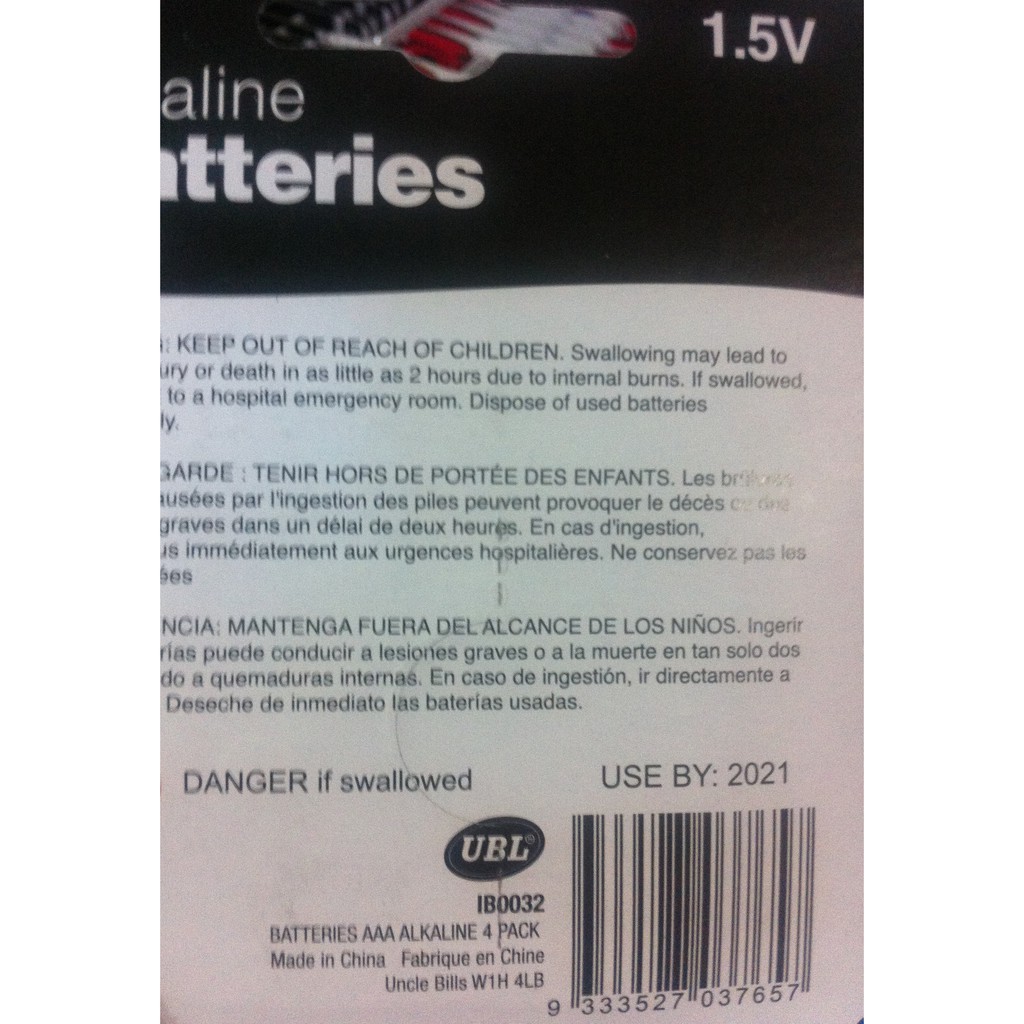 1.5V
aline
tteries
: KEEP OUT OF REACH OF CHILDREN. Swallowing may lead to
ury or death in as little as 2 hours due to internal burns. If swallowed,
to a hospital emergency room. Dispose of used batteries
ly.
GARDE : TENIR HORS DE PORTÉE DES ENFANTS. Les
usées par l'ingestion des piles peuvent provoquer le décès
graves dans un délai de deux heures. En cas d'ingestion,
us immédiatement aux urgences hospitalières. Ne conservez pas les
ées
NCIA: MANTENGA FUERA DEL ALCANCE DE LOS NIÑOS. Ingerir
rías puede conducir a lesiones graves o a la muerte en tan solo dos
do a quemaduras internas. En caso de ingestión, ir directamente a
Deseche de inmediato las baterías usadas.
DANGER if swallowed
USE BY: 2021
UBL®
IB0032
BATTERIES AAA ALKALINE 4 PACK
Made in China Fabrique en Chine
Uncle Bills W1H 4LB
9 333527 037657